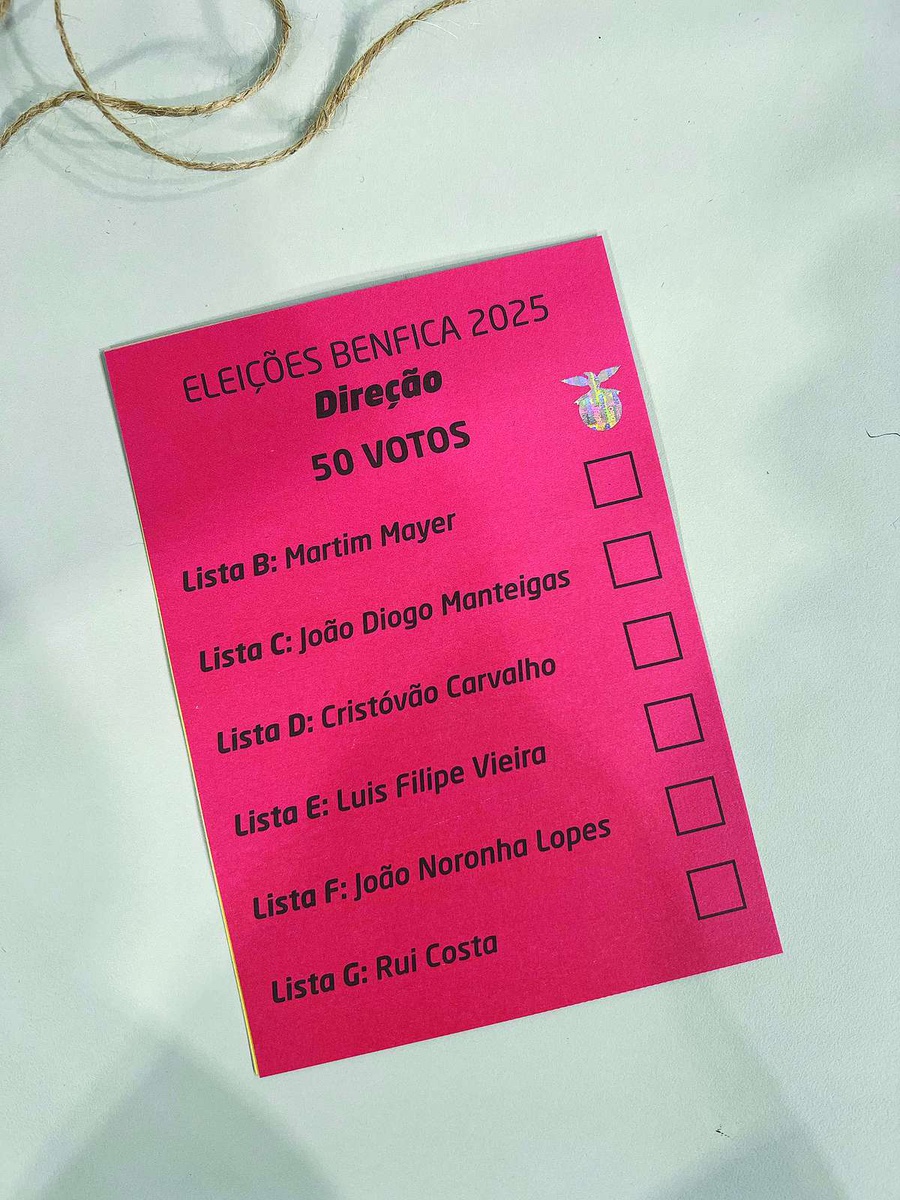 ELEIÇÕES BENFICA 2025
Direção
50 VOTOS
Lista B: Martim Mayer
Lista C: João Diogo Manteigas
Lista D: Cristóvão Carvalho
Lista E: Luis Filipe Vieira
Lista F: João Noronha Lopes
Lista G: Rui Costa